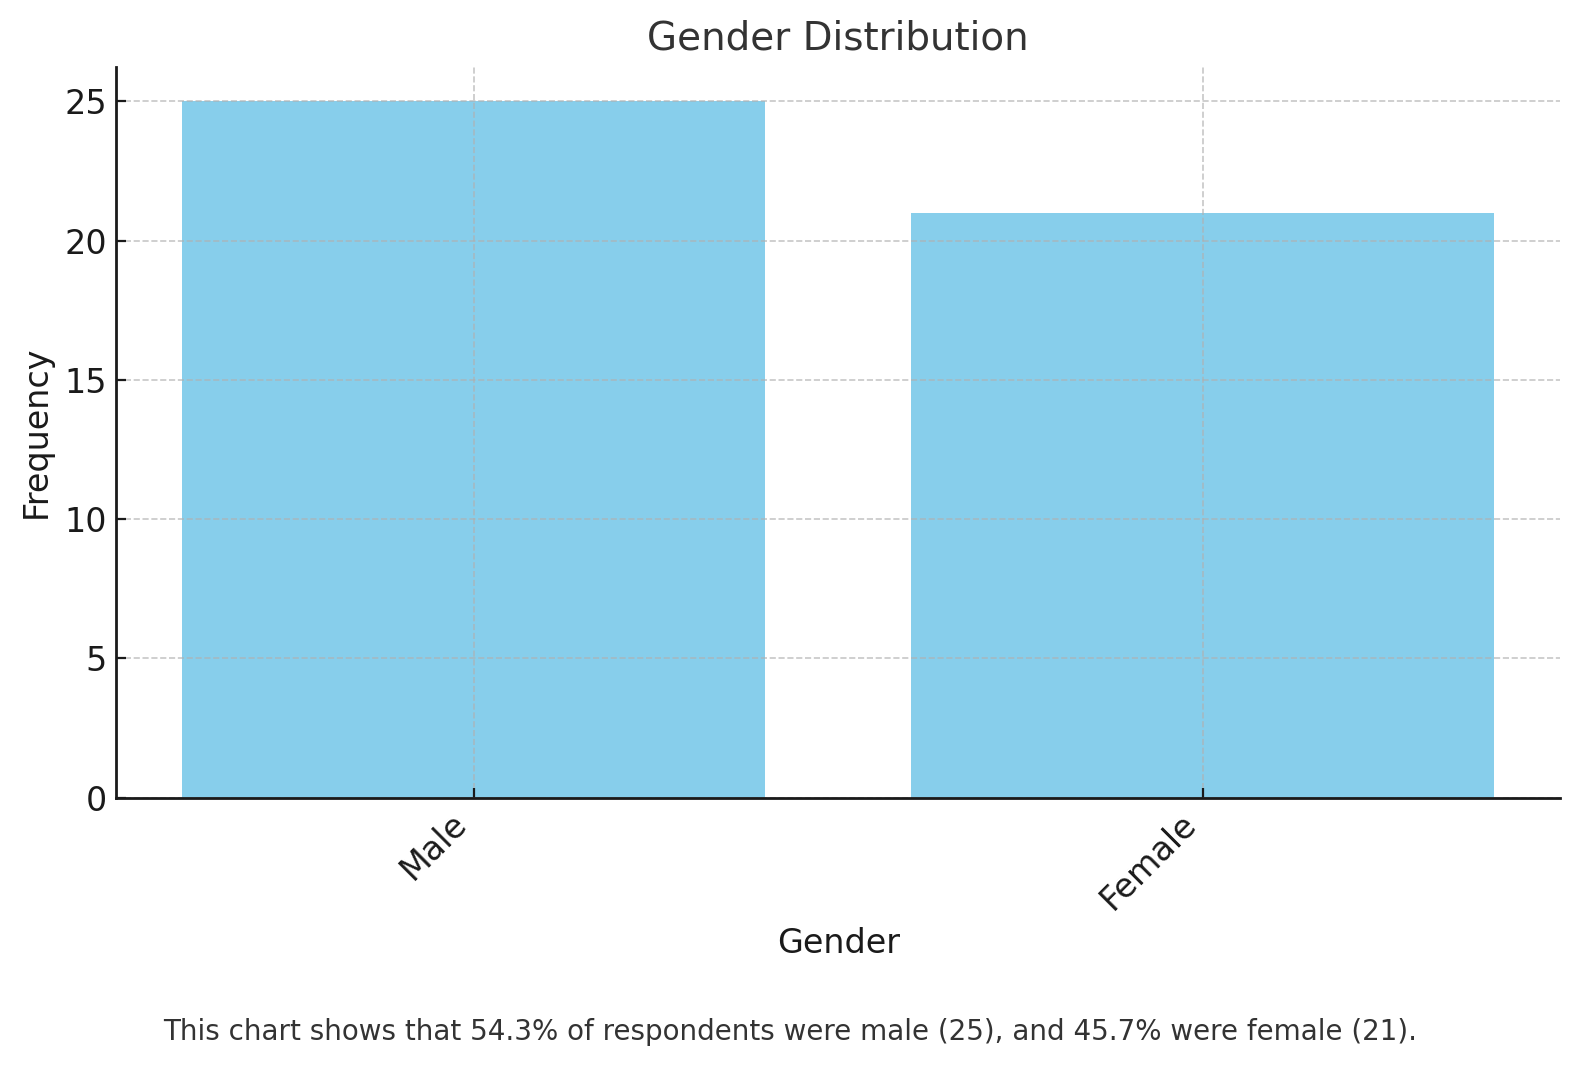 Gender Distribution
25
20
15
10
5
0
Frequency
Male
Female
Gender
This chart shows that 54.3% of respondents were male (25), and 45.7% were female (21).